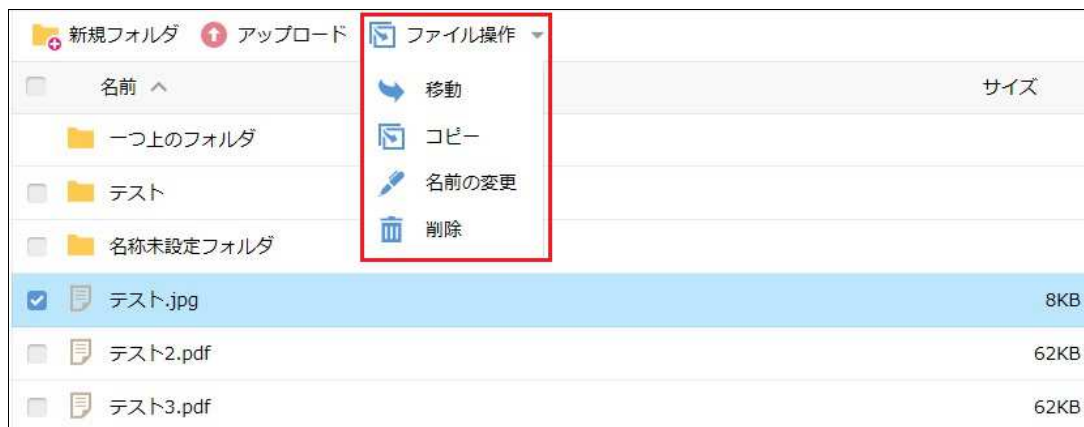 新規フォルダ アップロード ファイル操作
名前 サイズ
移動
コピー
名前の変更
削除
一つ上のフォルダ
テスト
名称未設定フォルダ
テスト.jpg 8KB
テスト2.pdf 62KB
テスト3.pdf 62KB